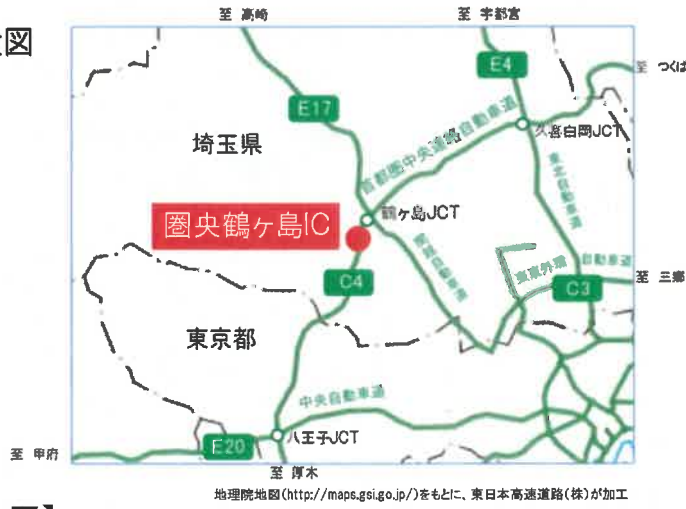 図
至 高崎
至 宇都宮
至 つくば
E4
E17
埼玉県
首都圏中央連絡自動車道
久喜白岡JCT
東北自動車道
圏央鶴ヶ島IC
鶴ヶ島JCT
関越自動車道
東京外環
自動車道
至 三郷
C4
C3
東京都
中央自動車道
八王子JCT
E20
至 甲府
至 厚木
地理院地図(http://maps.gsi.go.jp/)をもとに、東日本高速道路(株)が加工